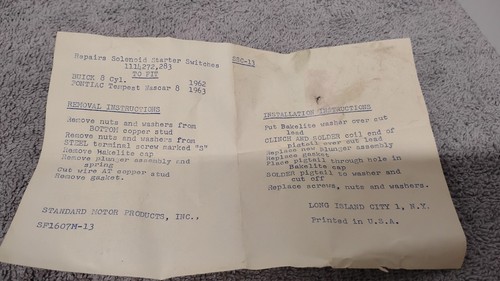 Repairs Solenoid Starter Switches
1114272,283
SSC-13
TO FIT
BUICK 8 Cyl. 1962
PONTIAC Tempest Exscar 8 1963
REMOVAL INSTRUCTIONS
Remove nuts and washers from
BOTTOM copper stud
Remove nuts and washers from
STEEL terminal screw marked "S"
Remove Bakelite cap
Remove plunger assembly and
spring
Cut wire AT copper stud
Remove gasket.
STANDARD MOTOR PRODUCTS, INC.,
SF1607M-13
INSTALLATION INSTRUCTIONS
Put Bakelite washer over cut
lead
CLINCH AND SOLDER coil end of
pigtail over cut lead
Replace new plunger assembly
Replace gasket
Place pigtail through hole in
Bakelite cap
SOLDER pigtail to washer and
cut off
Replace screws, nuts and washers.
LONG ISLAND CITY 1, N.Y.
Printed in U.S.A.